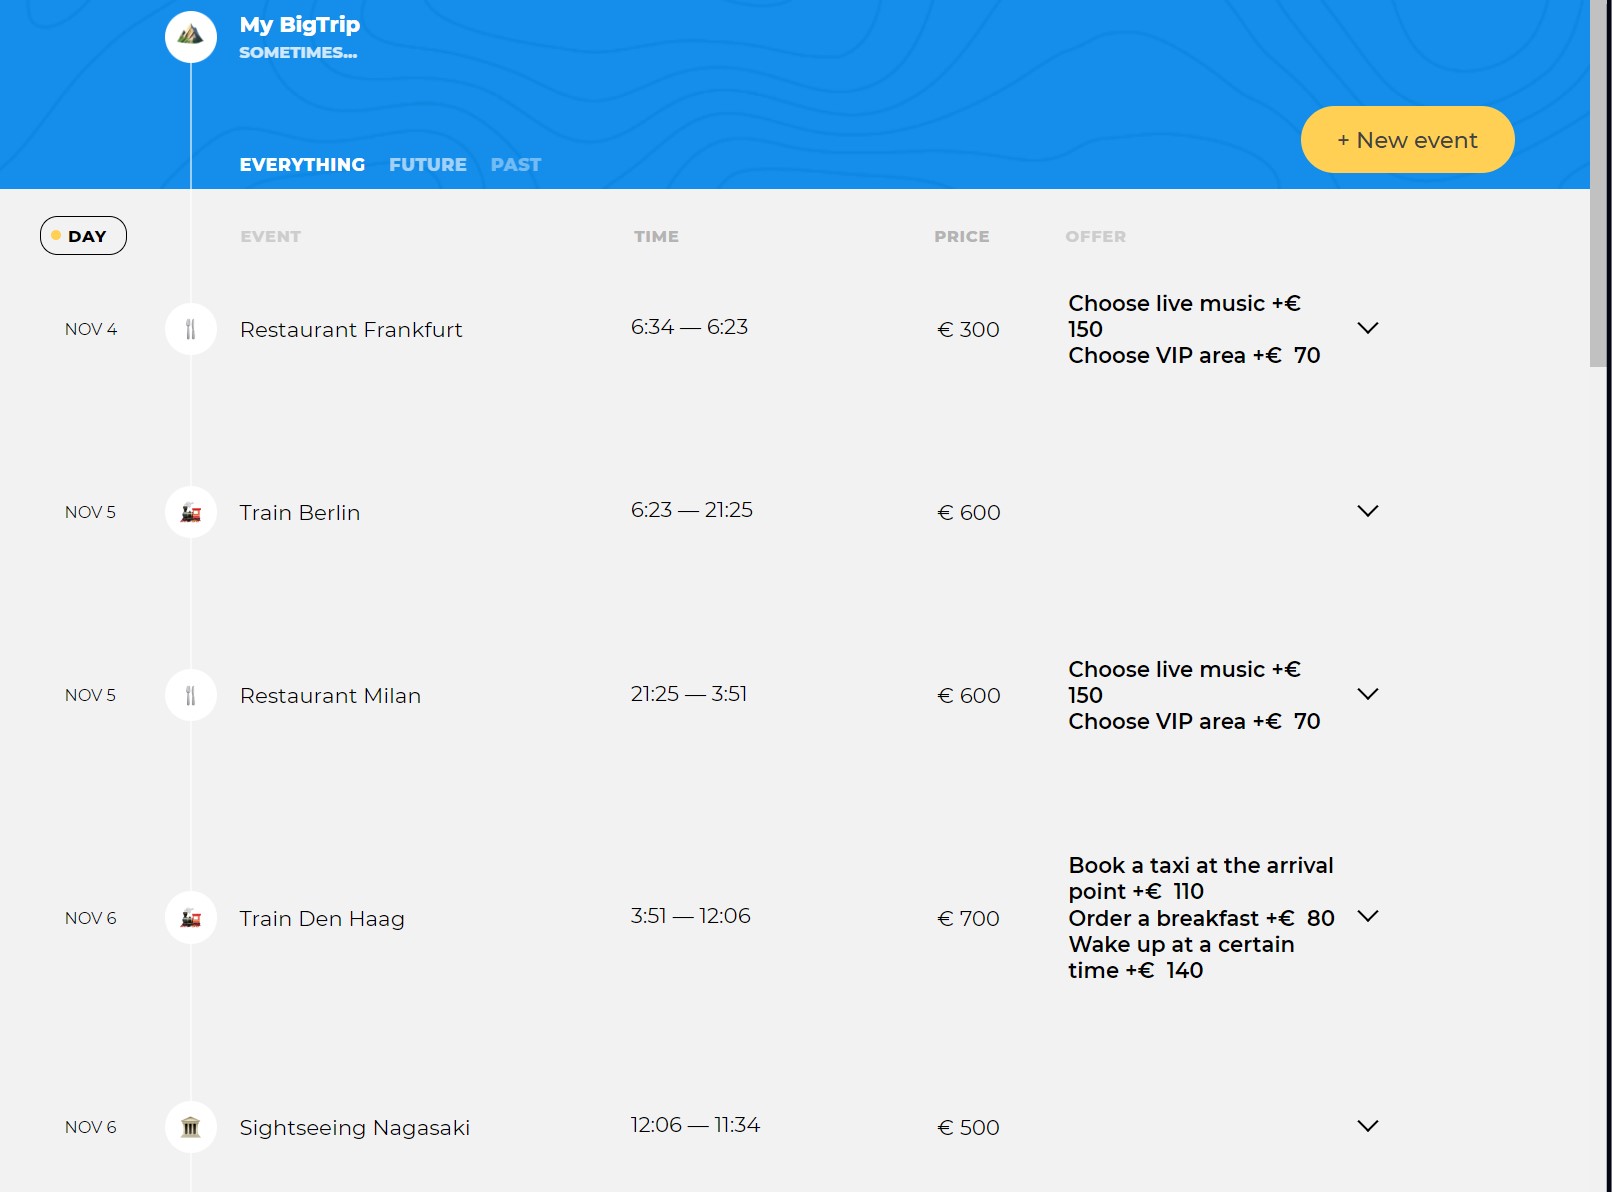 My BigTrip
SOMETIMES...
+ New event
EVERYTHING FUTURE PAST
DAY EVENT TIME PRICE OFFER
NOV 4 Restaurant Frankfurt 6:34 — 6:23 € 300
Choose live music +€
150
Choose VIP area +€ 70
NOV 5 Train Berlin 6:23 — 21:25 € 600
NOV 5 Restaurant Milan 21:25 — 3:51 € 600
Choose live music +€
150
Choose VIP area +€ 70
NOV 6 Train Den Haag 3:51 — 12:06 € 700
Book a taxi at the arrival
point +€ 110
Order a breakfast +€ 80
Wake up at a certain
time +€ 140
NOV 6 Sightseeing Nagasaki 12:06 — 11:34 € 500